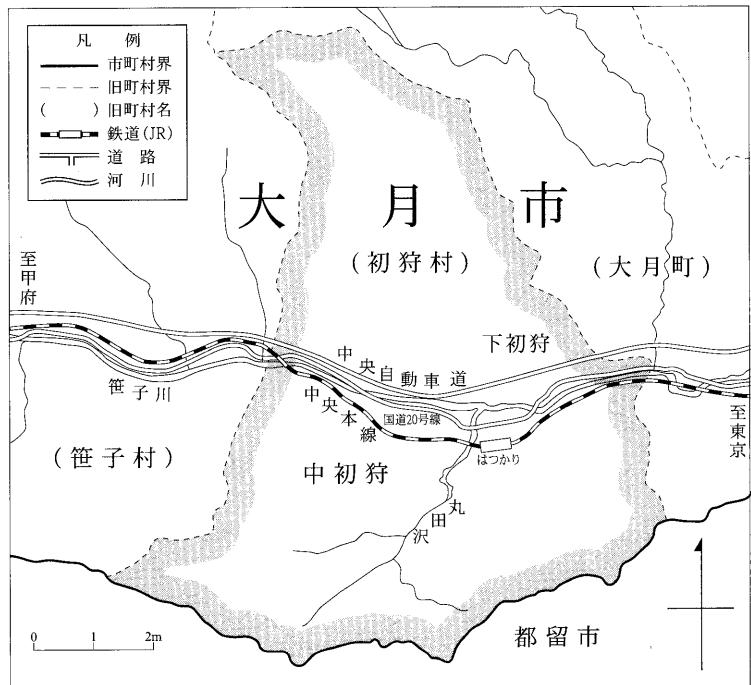 凡 例
市町村界
旧町村界
( ) 旧町村名
鉄道(JR)
道 路
河 川
大 月 市
(初狩村)
(大月町)
至甲府
下初狩
中央自動車道
笹子川
中央本線
国道20号線
至東京
はつかり
(笹子村)
中初狩
丸田沢
0 1 2m
都留市